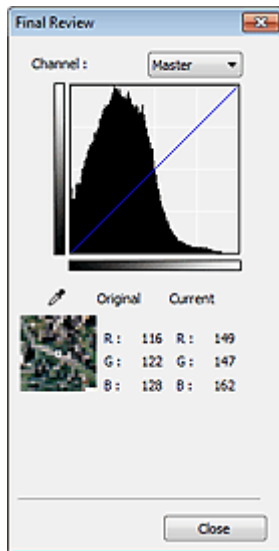 Final Review
Channel : Master
Original Current
R : 116 R : 149
G : 122 G : 147
B : 128 B : 162
Close